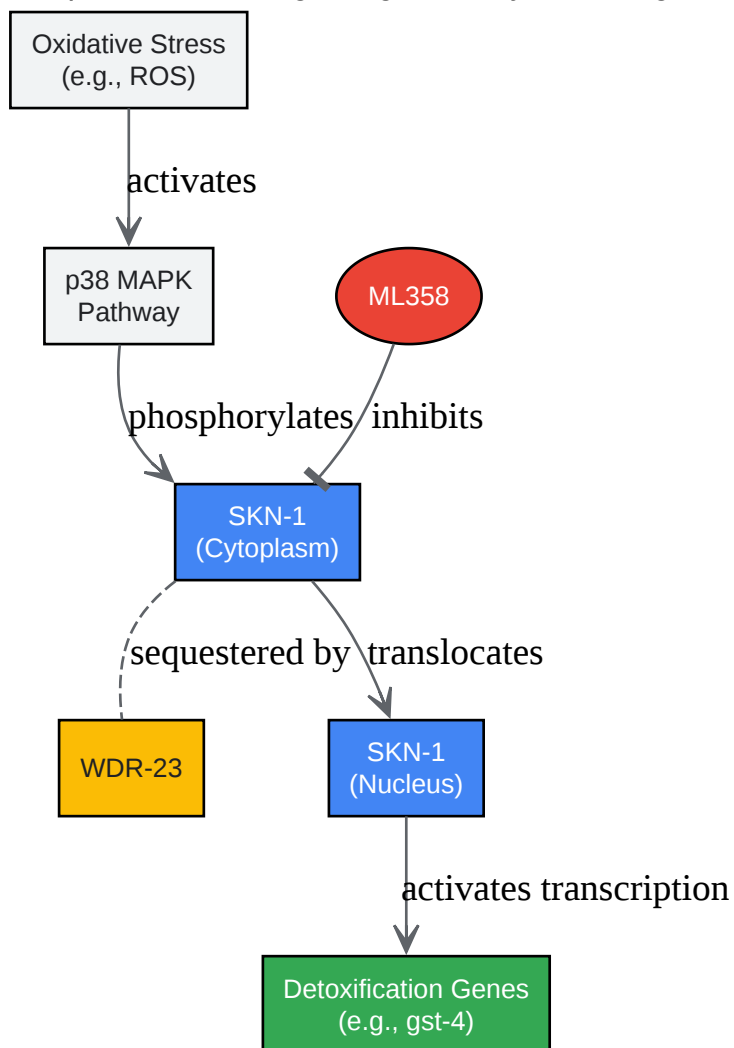 Oxidative Stress
(e.g., ROS)
activates
p38 MAPK
Pathway
ML358
phosphorylates
inhibits
SKN-1
(Cytoplasm)
sequestered by
translocates
WDR-23
SKN-1
(Nucleus)
activates transcription
Detoxification Genes
(e.g., gst-4)